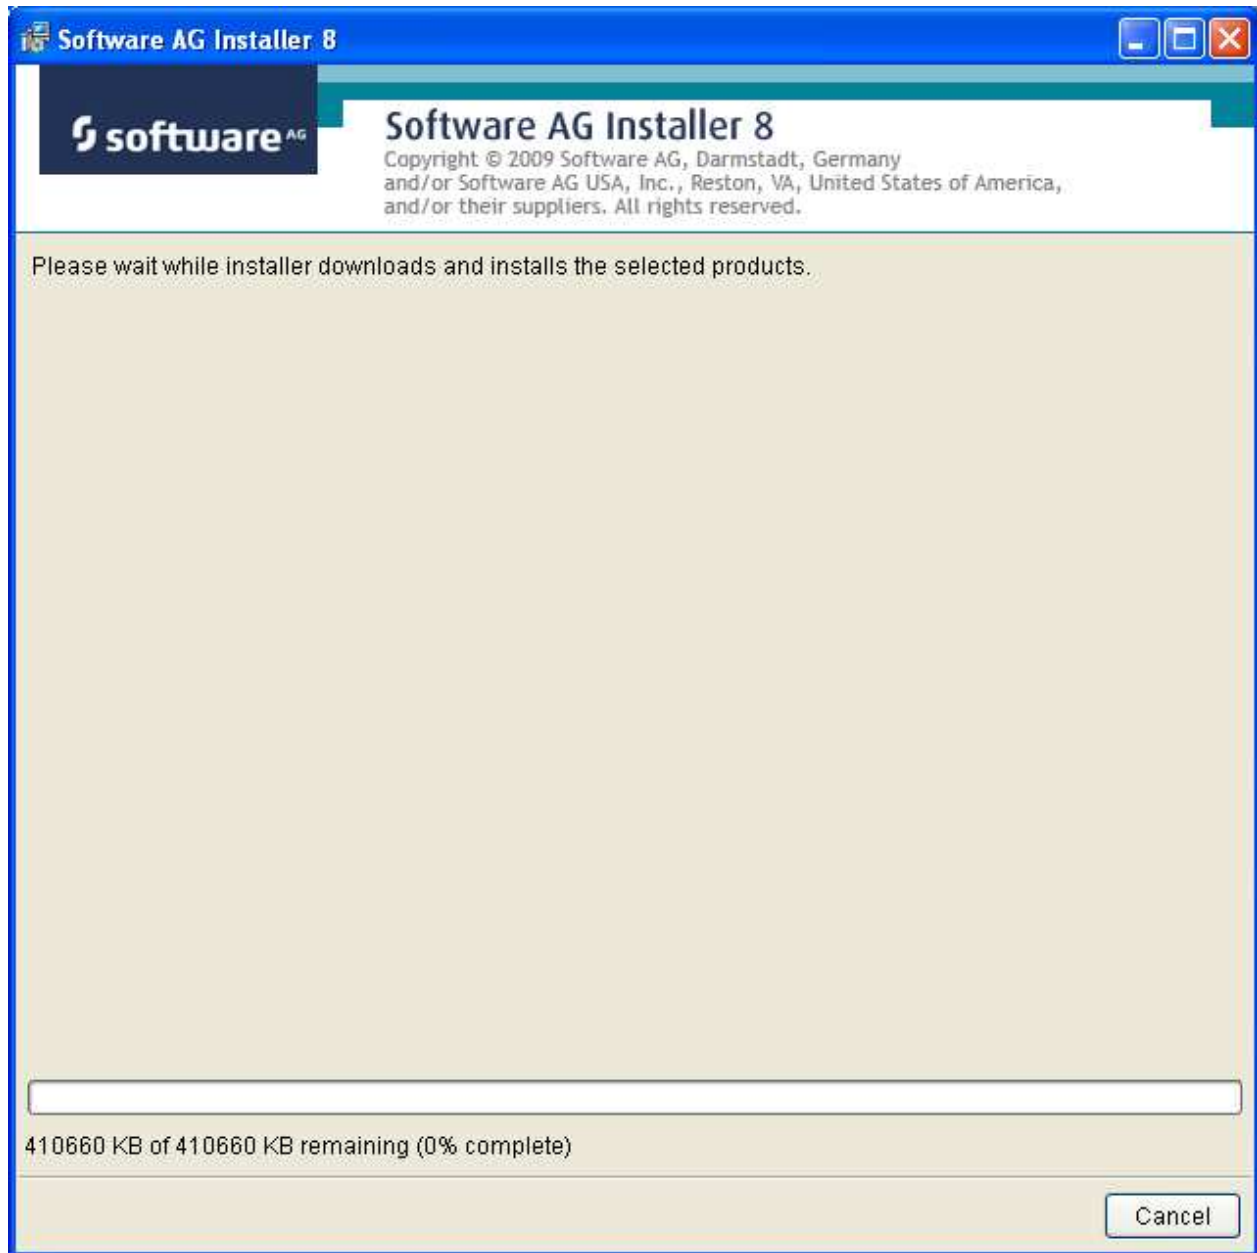 Software AG Installer 8
software AG
Software AG Installer 8
Copyright © 2009 Software AG, Darmstadt, Germany
and/or Software AG USA, Inc., Reston, VA, United States of America,
and/or their suppliers. All rights reserved.
Please wait while installer downloads and installs the selected products.
410660 KB of 410660 KB remaining (0% complete)
Cancel